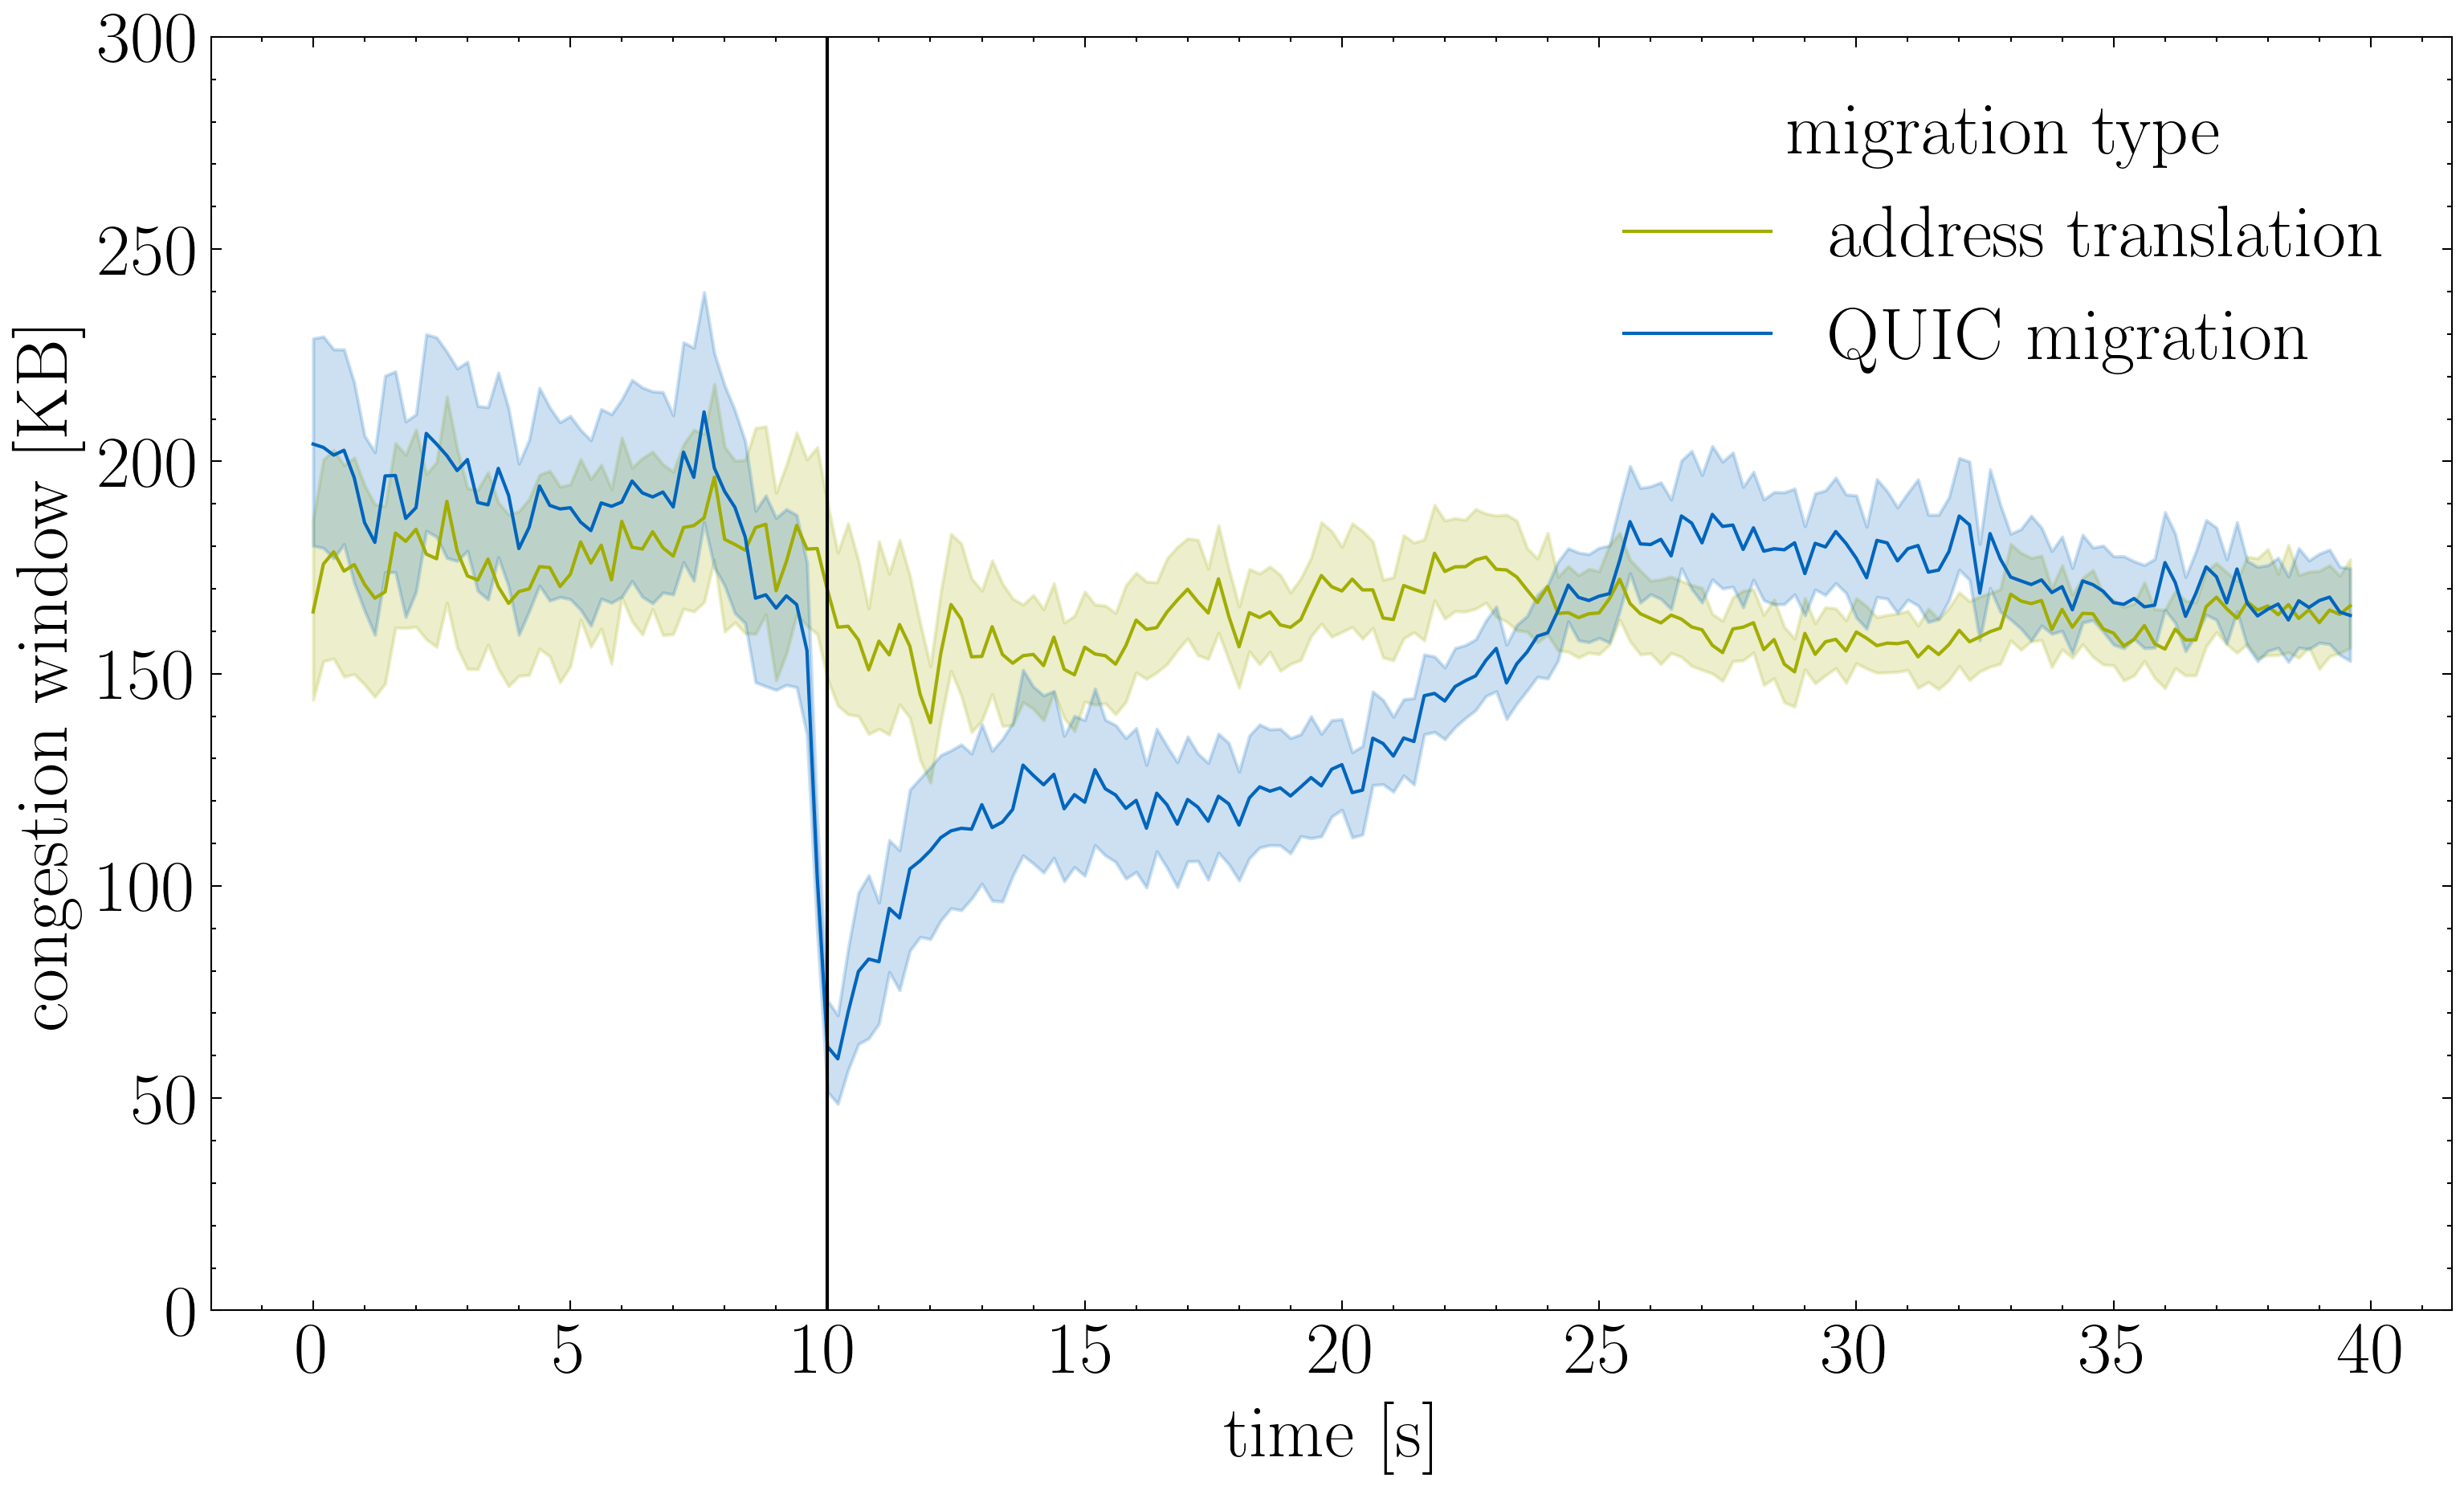 300
250
200
150
100
50
0
congestion window [KB]
migration type
address translation
QUIC migration
0 5 10 15 20 25 30 35 40
time [s]